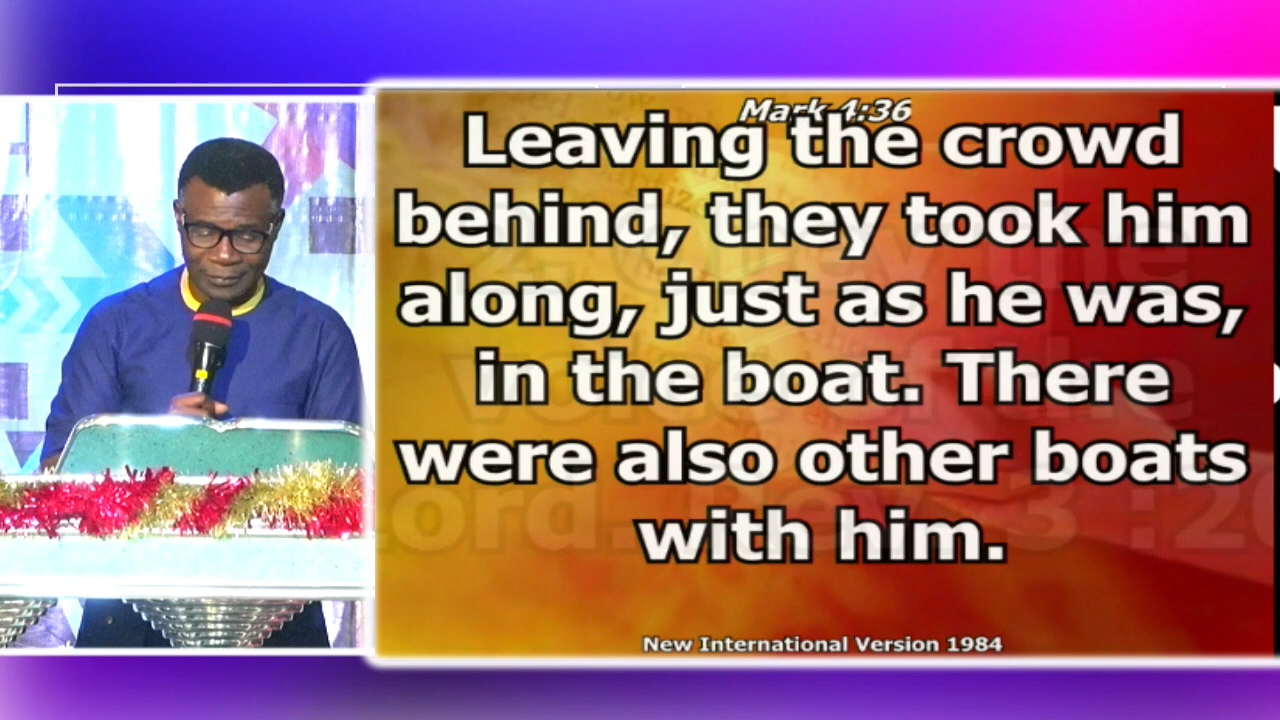 Mark 4:36
Leaving the crowd
behind, they took him
along, just as he was,
in the boat. There
were also other boats
with him.
New International Version 1984